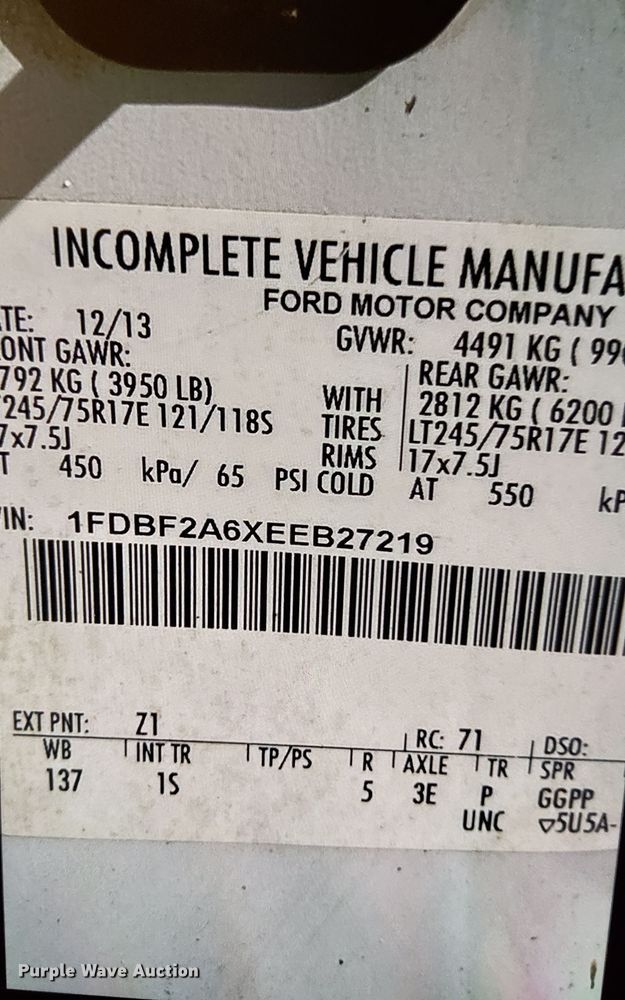 INCOMPLETE VEHICLE MANUFA
FORD MOTOR COMPANY
TE: 12/13
GVWR: 4491 KG ( 99
ONT GAWR:
REAR GAWR:
792 KG ( 3950 LB)
WITH
2812 KG ( 6200
245/75R17E 121/118S
TIRES
LT245/75R17E 12
7x7.5J
RIMS
17x7.5J
T 450 kPa/ 65 PSI COLD AT 550 kP
IN: 1FDBF2A6XEEB27219
EXT PNT: Z1
RC: 71 DSO:
WB INT TR TP/PS R AXLE TR SPR
137 1S 5 3E P GGPP
UNC ▽5U5A-
Purple Wave Auction